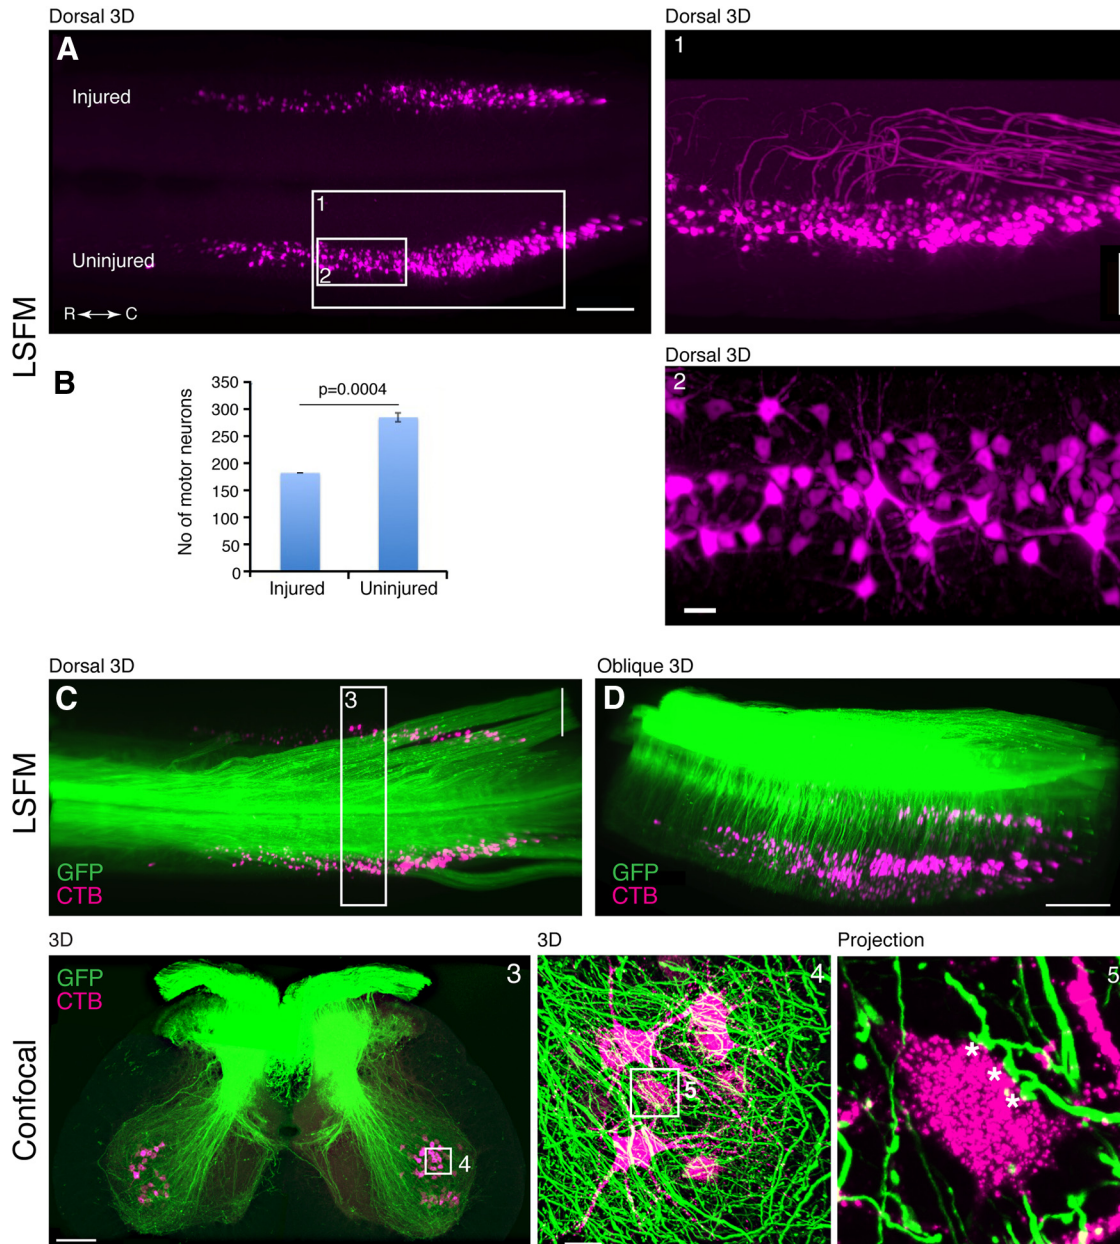 Dorsal 3D
A
Injured
1
Uninjured
2
R C
LSFM
Dorsal 3D
1
B
No of motor neurons
350
300
250
200
150
100
50
0
p=0.0004
Injured
Uninjured
Dorsal 3D
2
Dorsal 3D
C
3
GFP
CTB
LSFM
Oblique 3D
D
GFP
CTB
3D
GFP
CTB
3
4
Confocal
3D
4
5
Projection
5
* * *